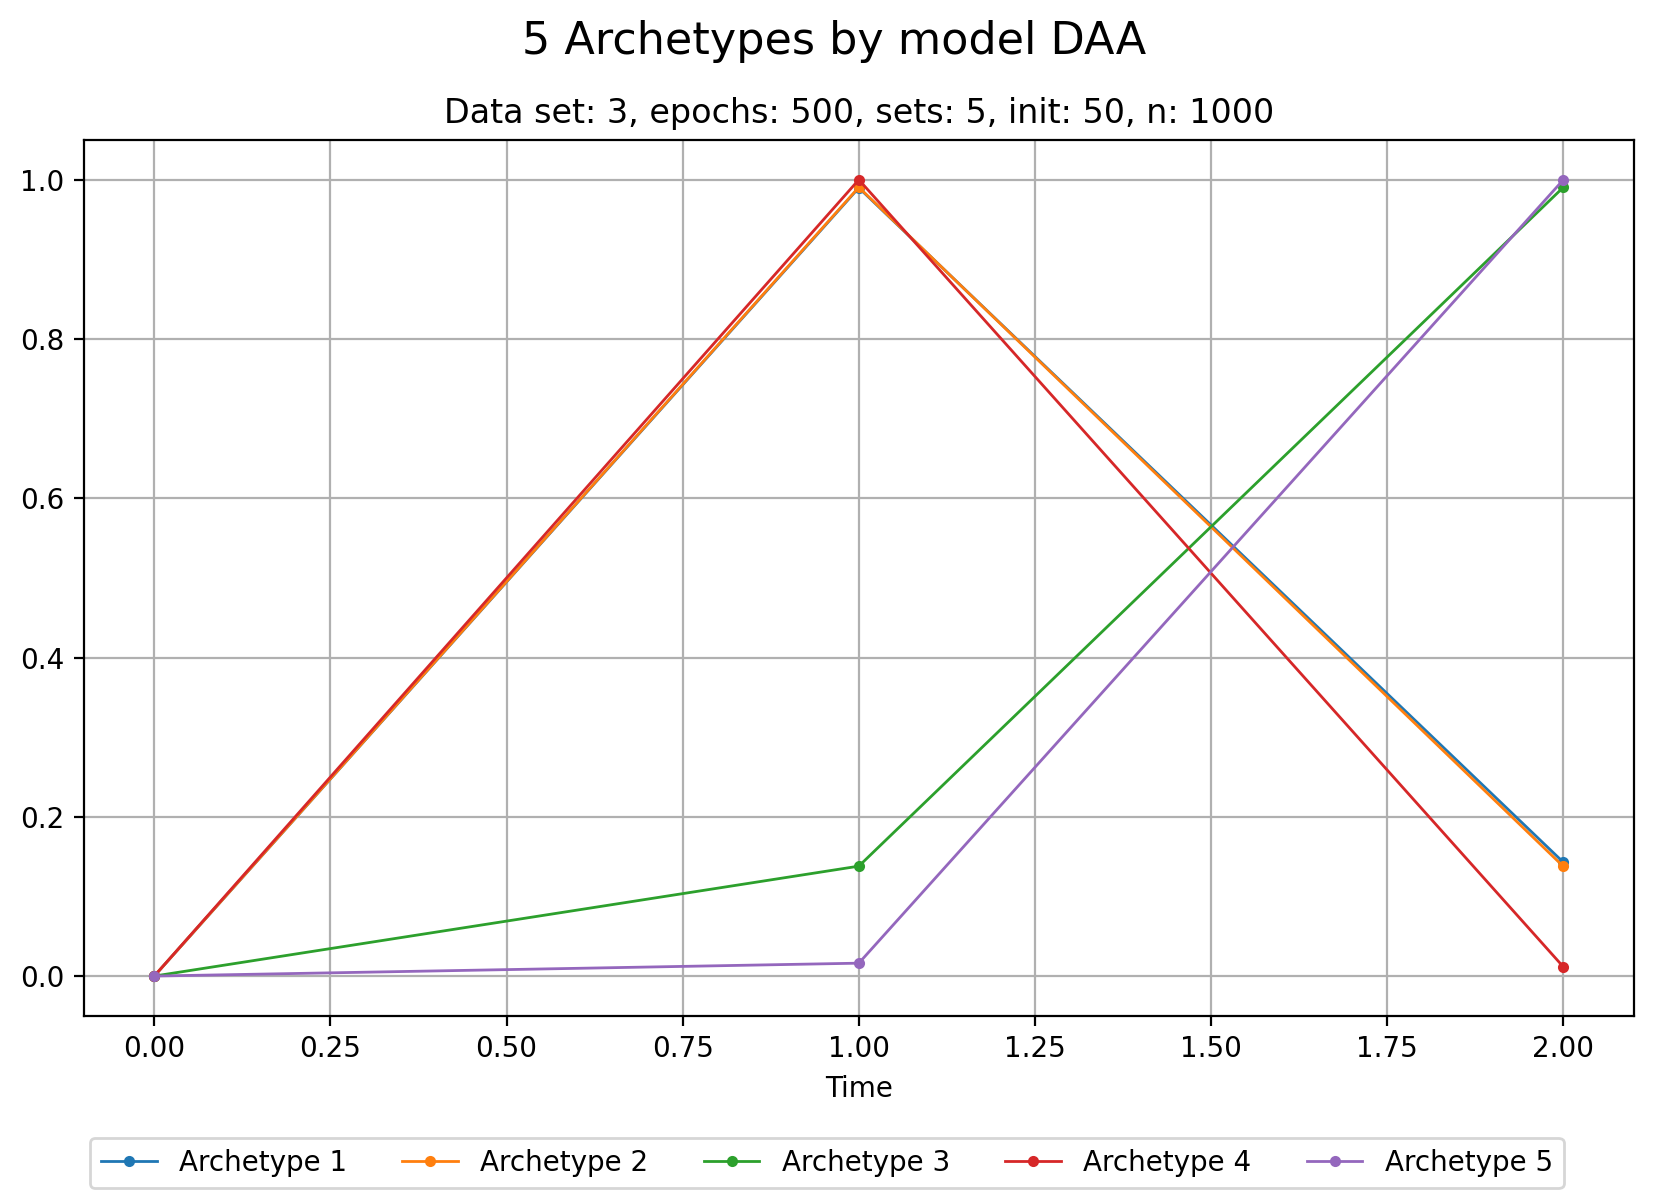 5 Archetypes by model DAA
Data set: 3, epochs: 500, sets: 5, init: 50, n: 1000
1.0
0.8
0.6
0.4
0.2
0.0
0.00 0.25 0.50 0.75 1.00 1.25 1.50 1.75 2.00
Time
Archetype 1 Archetype 2 Archetype 3 Archetype 4 Archetype 5